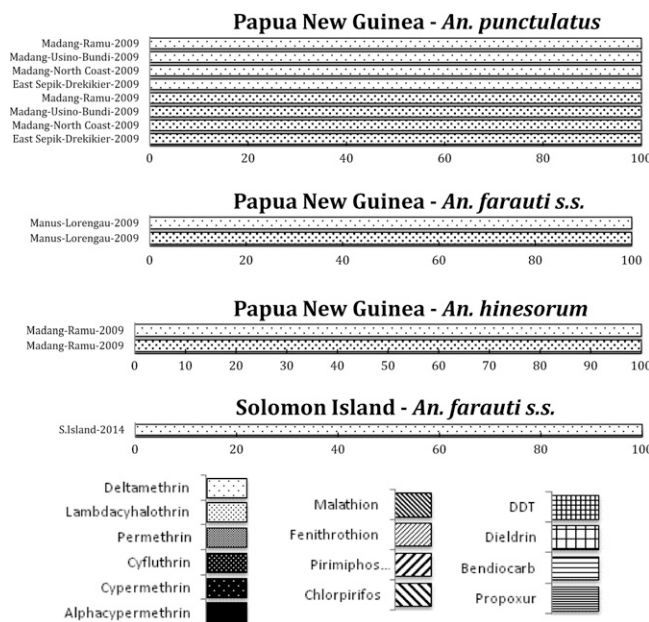 Papua New Guinea - An. punctulatus
Madang-Ramu-2009
Madang-Usino-Bundi-2009
Madang-North Coast-2009
East Sepik-Drekikier-2009
Madang-Ramu-2009
Madang-Usino-Bundi-2009
Madang-North Coast-2009
East Sepik-Drekikier-2009
0 20 40 60 80 100
Papua New Guinea - An. farauti s.s.
Manus-Lorengau-2009
Manus-Lorengau-2009
0 20 40 60 80 100
Papua New Guinea - An. hinesorum
Madang-Ramu-2009
Madang-Ramu-2009
0 10 20 30 40 50 60 70 80 90 100
Solomon Island - An. farauti s.s.
S.Island-2014
0 20 40 60 80 100
Deltamethrin
Lambdacyhalothrin
Permethrin
Cyfluthrin
Cypermethrin
Alphacypermethrin
Malathion
Fenithrothion
Pirimiphos...
Chlorpirifos
DDT
Dieldrin
Bendiocarb
Propoxur